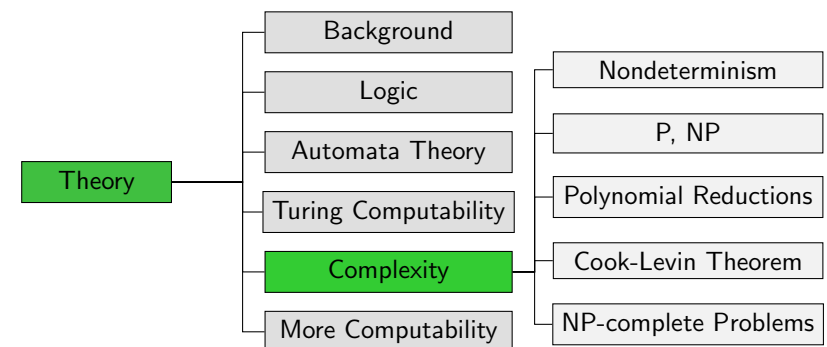 Theory
Background
Logic
Automata Theory
Turing Computability
Complexity
More Computability
Nondeterminism
P, NP
Polynomial Reductions
Cook-Levin Theorem
NP-complete Problems